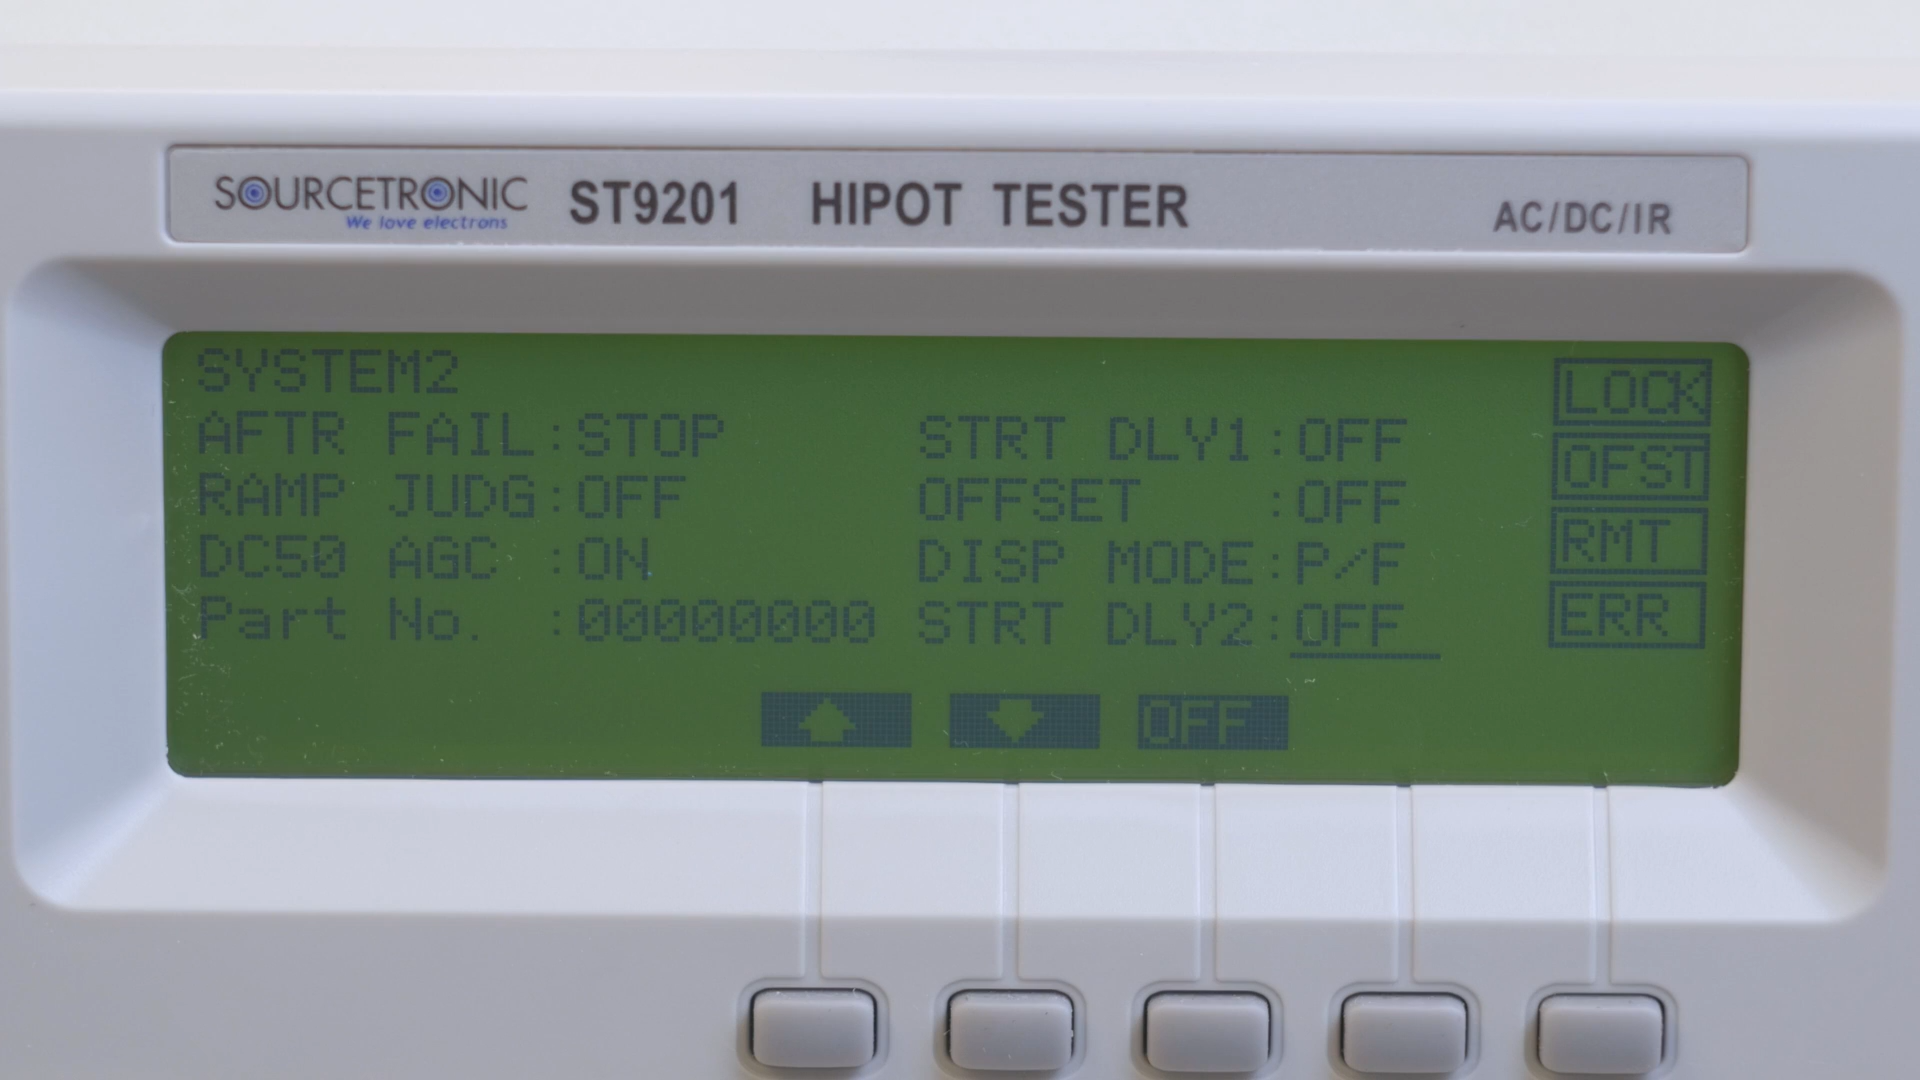 SOURCETRONIC
We love electrons
ST9201 HIPOT TESTER
AC/DC/IR
SYSTEM2
AFTR FAIL:STOP STRT DLY1:OFF
RAMP JUDG:OFF OFFSET :OFF
DC50 AGC :ON DISP MODE:P/F
Part No. :00000000 STRT DLY2:OFF
LOCK
OFST
RMT
ERR
OFF